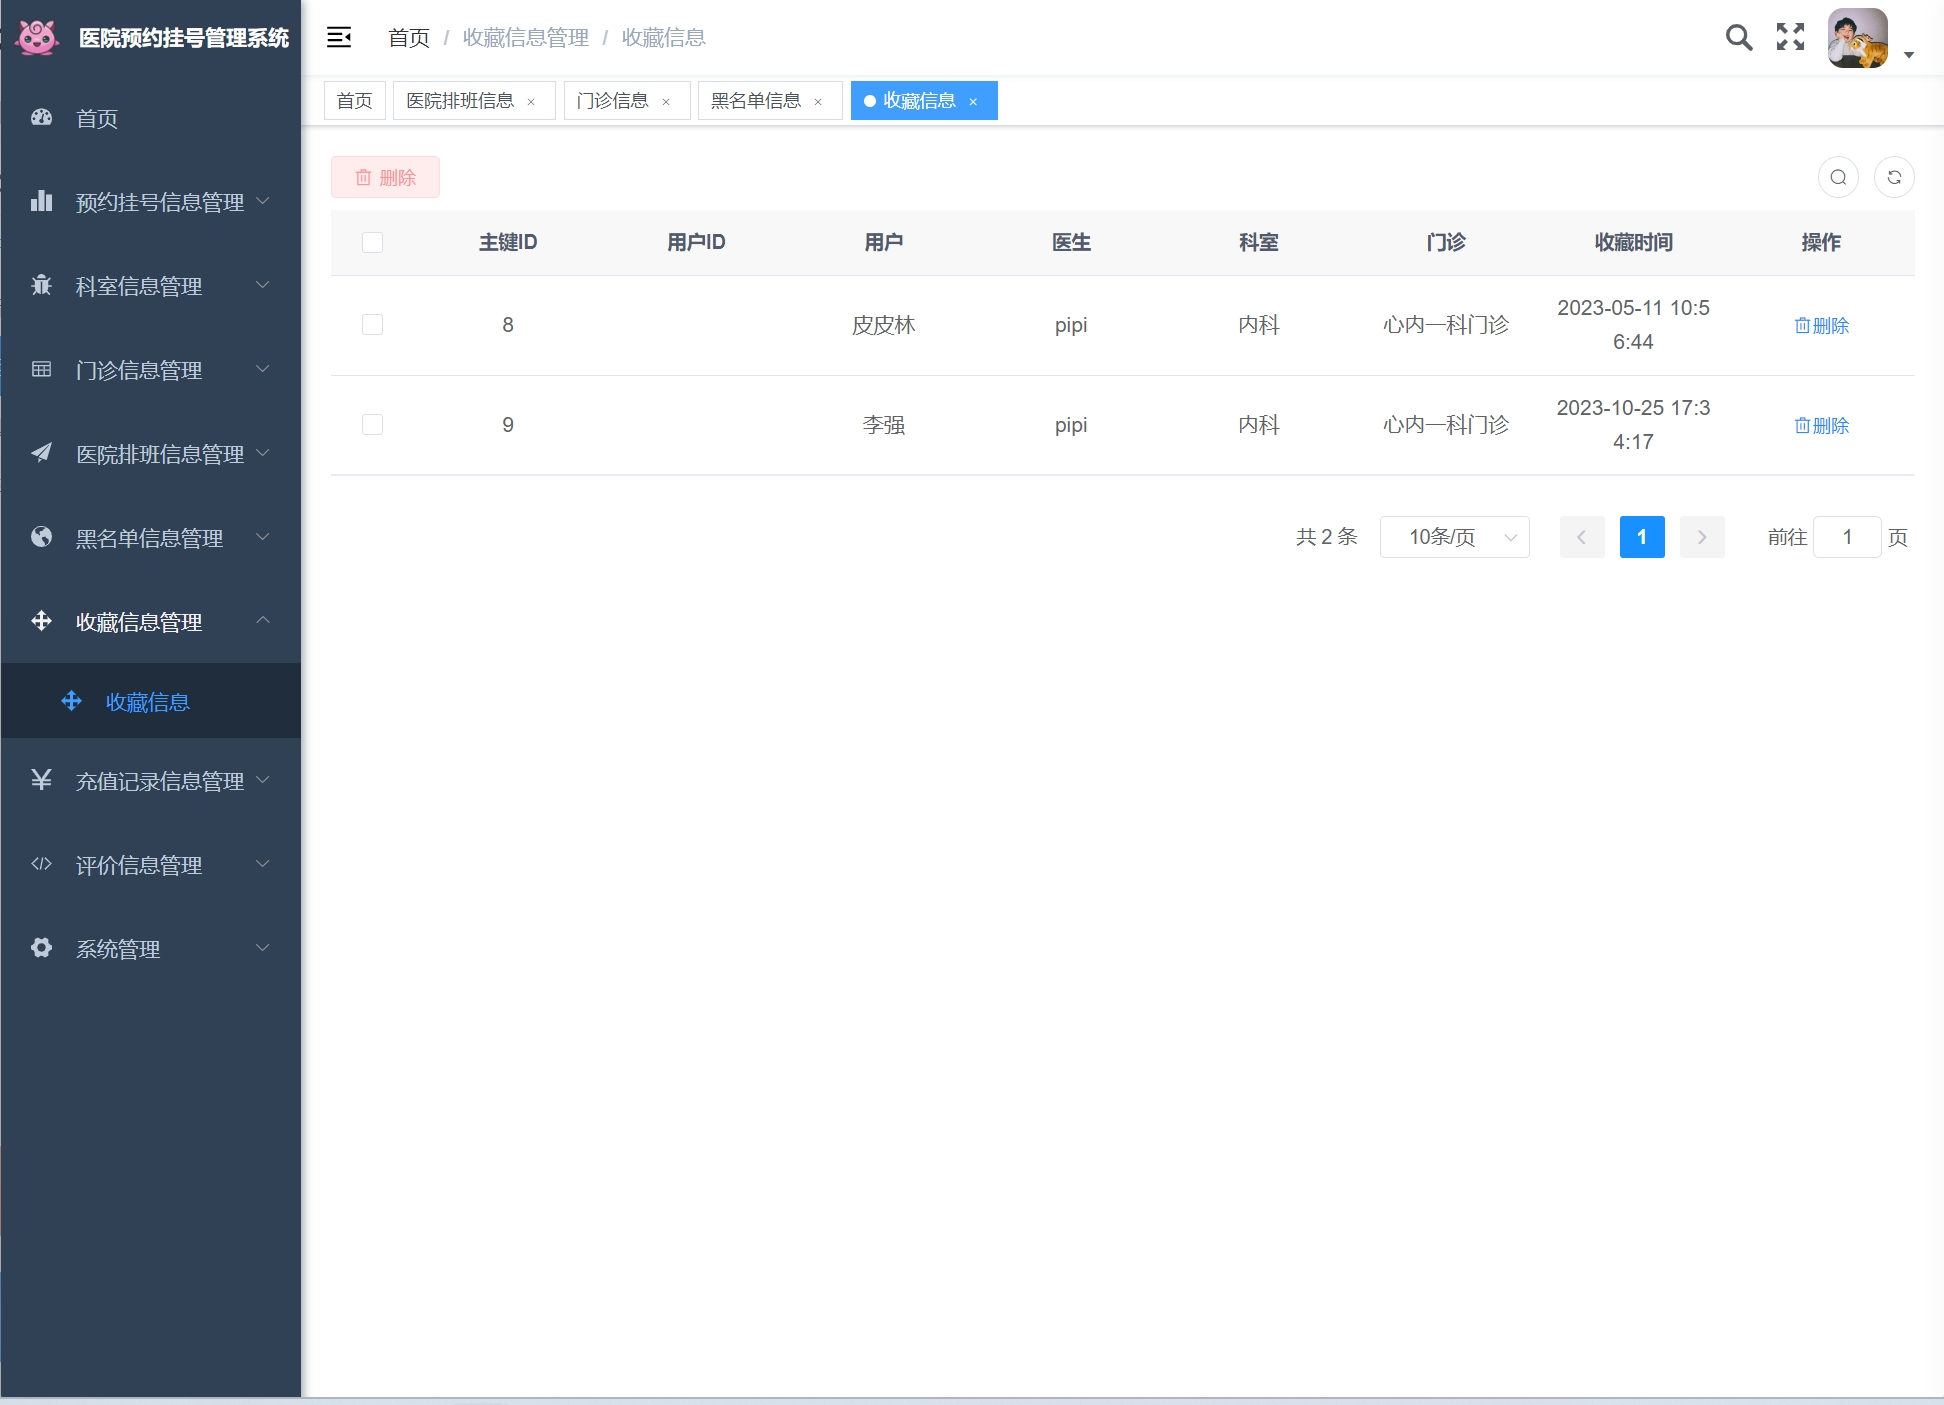 医院预约挂号管理系统
首页 / 收藏信息管理 / 收藏信息
首页
医院排班信息 ×
门诊信息 ×
黑名单信息 ×
收藏信息 ×
首页
预约挂号信息管理
科室信息管理
门诊信息管理
医院排班信息管理
黑名单信息管理
收藏信息管理
收藏信息
充值记录信息管理
评价信息管理
系统管理
删除
主键ID 用户ID 用户 医生 科室 门诊 收藏时间 操作
8 皮皮林 pipi 内科 心内一科门诊 2023-05-11 10:5
6:44 删除
9 李强 pipi 内科 心内一科门诊 2023-10-25 17:3
4:17 删除
共 2 条 10条/页 1 前往 1 页